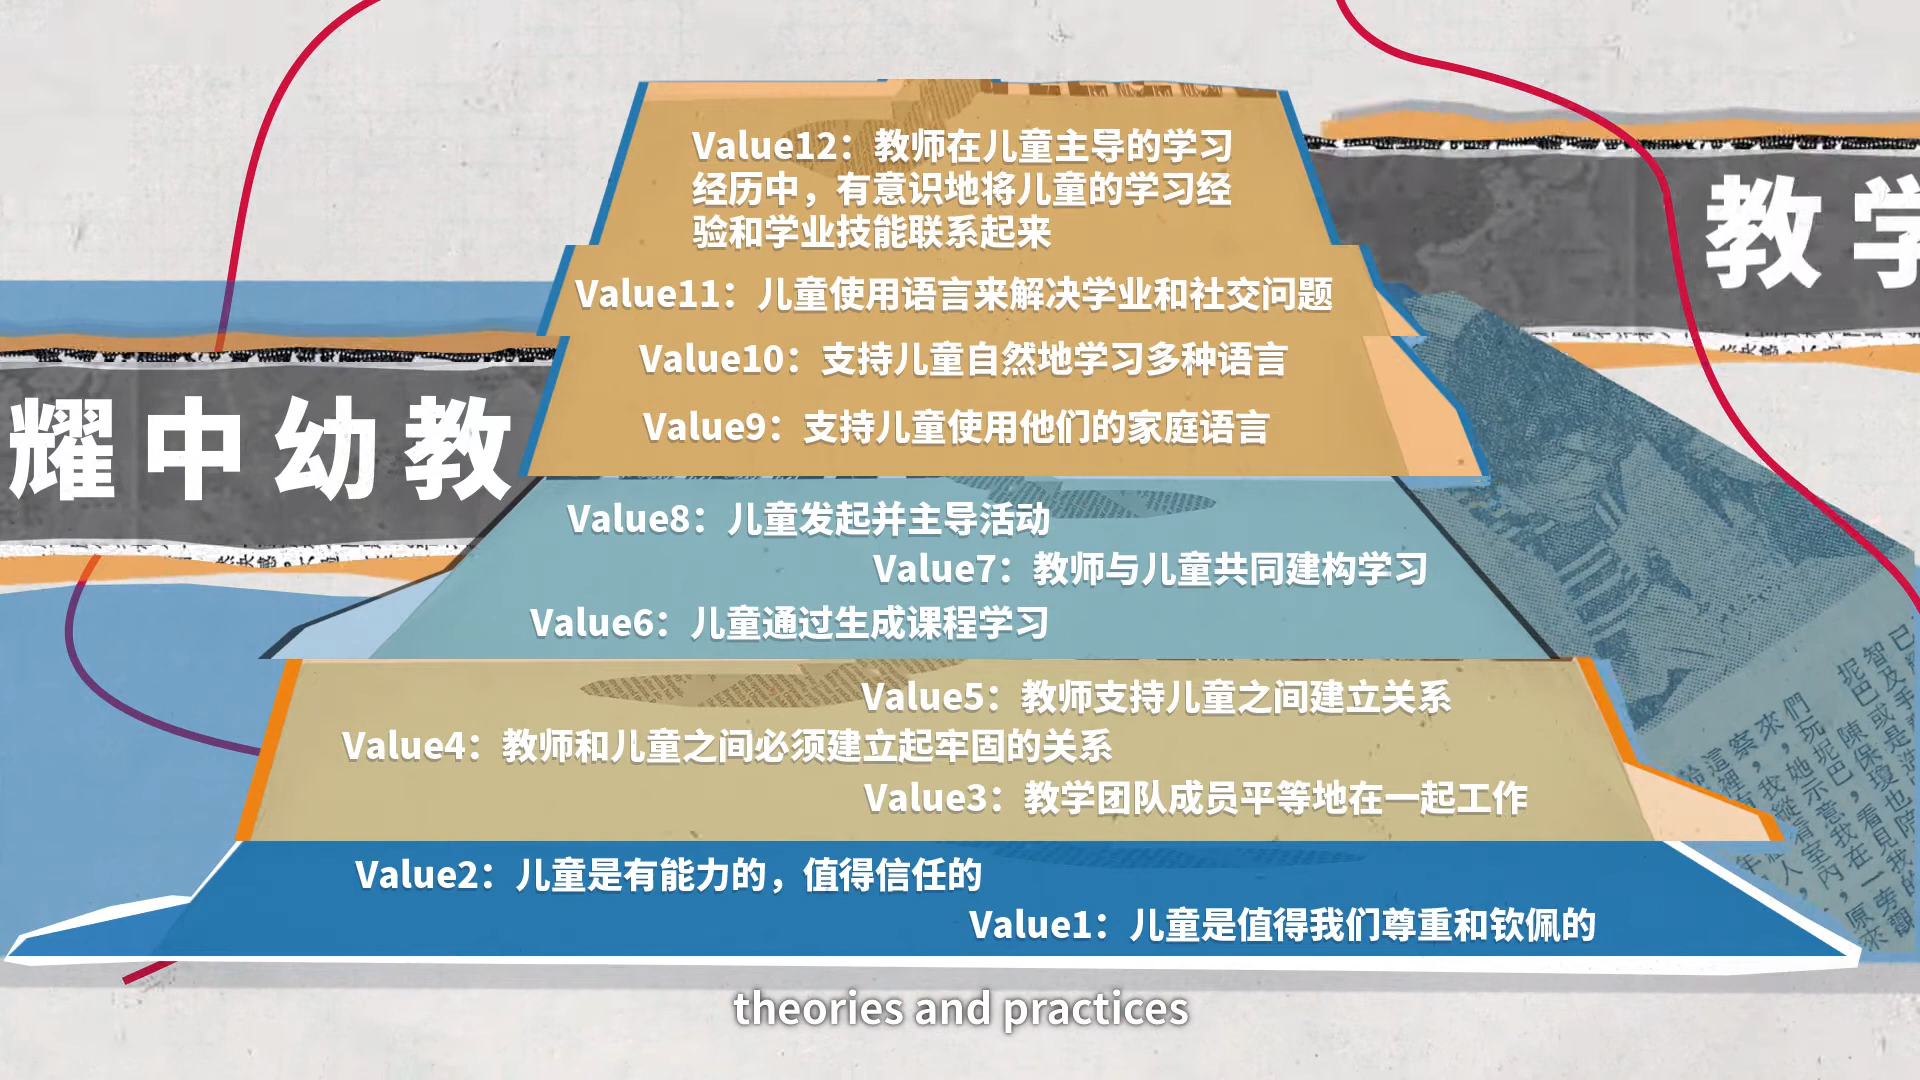 Value12：教师在儿童主导的学习
经历中，有意识地将儿童的学习经
验和学业技能联系起来
教学
Value11：儿童使用语言来解决学业和社交问题
Value10：支持儿童自然地学习多种语言
Value9：支持儿童使用他们的家庭语言
耀中幼教
Value8：儿童发起并主导活动
Value7：教师与儿童共同建构学习
Value6：儿童通过生成课程学习
Value5：教师支持儿童之间建立关系
Value4：教师和儿童之间必须建立起牢固的关系
Value3：教学团队成员平等地在一起工作
Value2：儿童是有能力的，值得信任的
Value1：儿童是值得我们尊重和钦佩的
theories and practices